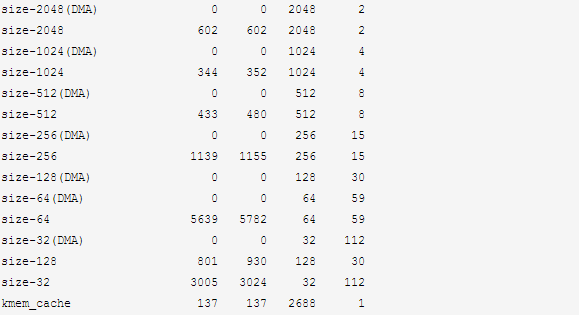 size-2048(DMA) 0 0 2048 2
size-2048 602 602 2048 2
size-1024(DMA) 0 0 1024 4
size-1024 344 352 1024 4
size-512(DMA) 0 0 512 8
size-512 433 480 512 8
size-256(DMA) 0 0 256 15
size-256 1139 1155 256 15
size-128(DMA) 0 0 128 30
size-64(DMA) 0 0 64 59
size-64 5639 5782 64 59
size-32(DMA) 0 0 32 112
size-128 801 930 128 30
size-32 3005 3024 32 112
kmem_cache 137 137 2688 1